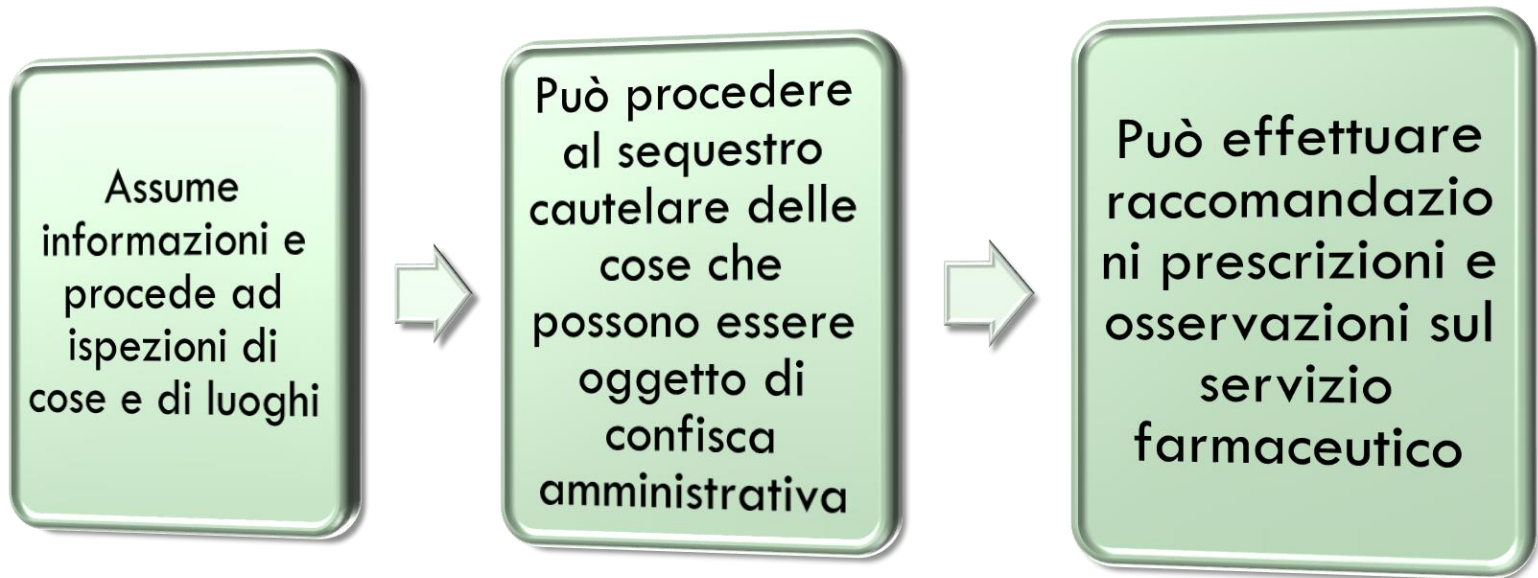 Assume
informazioni e
procede ad
ispezioni di
cose e di luoghi
Può procedere
al sequestro
cautelare delle
cose che
possono essere
oggetto di
confisca
amministrativa
Può effettuare
raccomandazio
ni prescrizioni e
osservazioni sul
servizio
farmaceutico